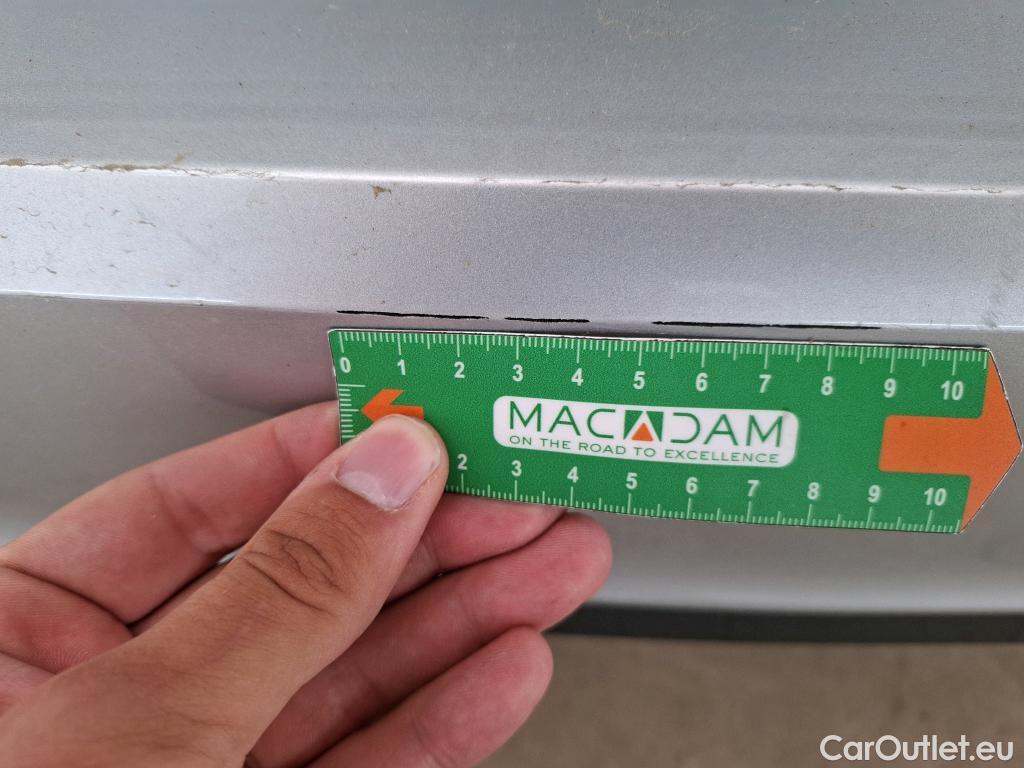 0 1 2 3 4 5 6 7 8 9 10
MACADAM
ON THE ROAD TO EXCELLENCE
2 3 4 5 6 7 8 9 10
CarOutlet.eu